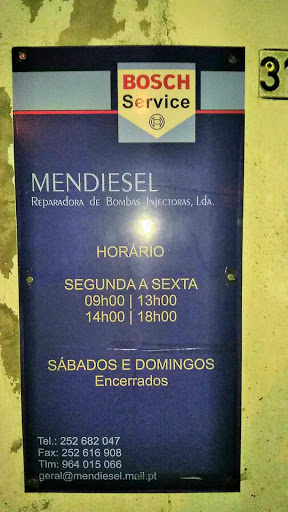 BOSCH
Service
MENDIESEL
Reparadora de Bombas Injectoras, Lda.
HORÁRIO
SEGUNDA A SEXTA
09h00 | 13h00
14h00 | 18h00
SÁBADOS E DOMINGOS
Encerrados
Tel.: 252 682 047
Fax: 252 616 908
Tlm: 964 015 066
geral@mendiesel.mail.pt